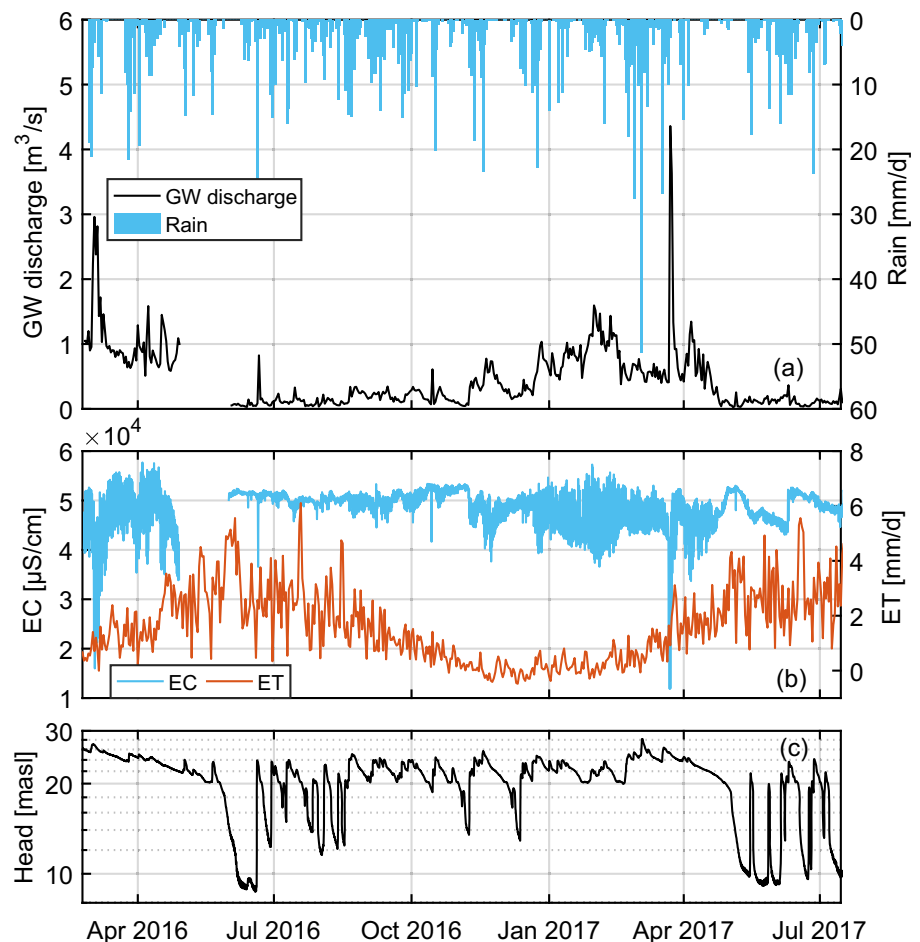 6
5
4
3
2
1
0
GW discharge [m³/s]
0
10
20
30
40
50
60
Rain [mm/d]
GW discharge
Rain
(a)
×10⁴
6
5
4
3
2
1
EC [µS/cm]
8
6
4
2
0
ET [mm/d]
EC
ET
(b)
30
20
10
Head [masl]
(c)
Apr 2016
Jul 2016
Oct 2016
Jan 2017
Apr 2017
Jul 2017